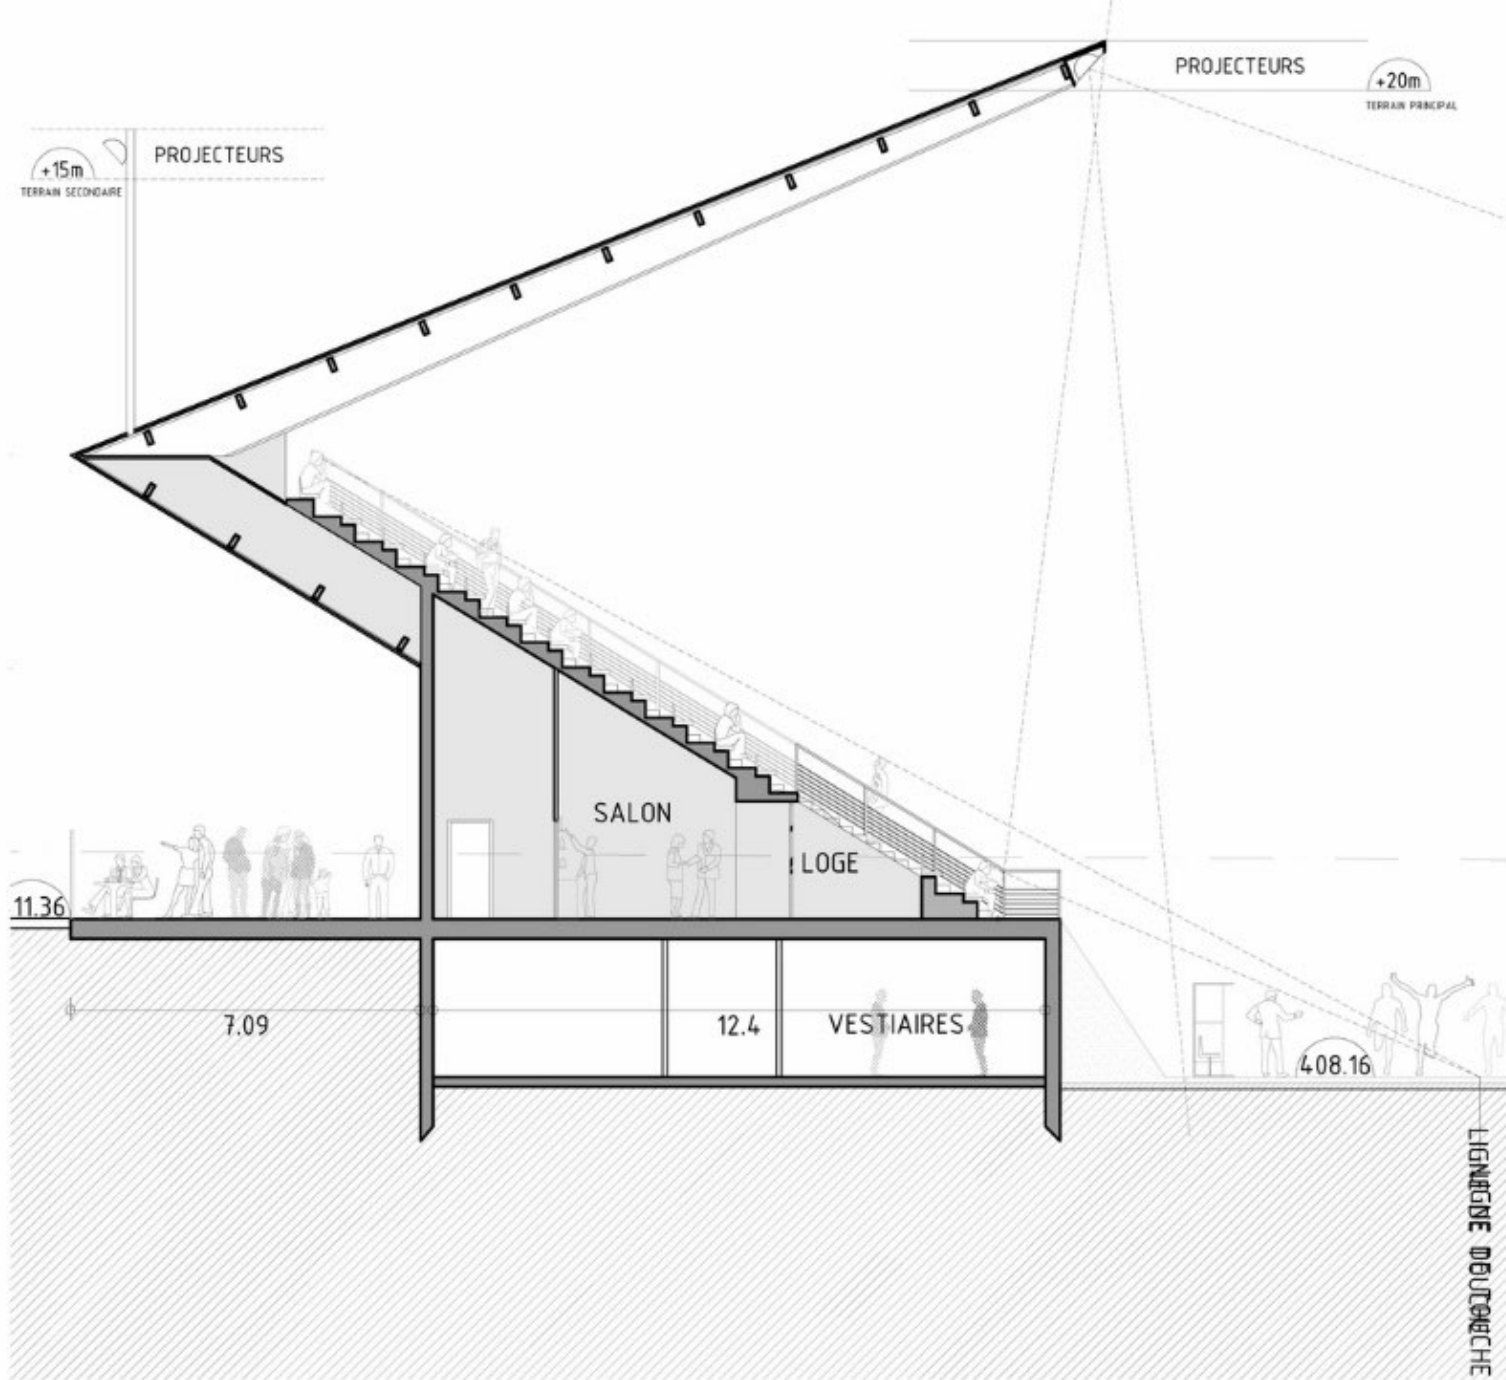 PROJECTEURS
+20m
TERRAIN PRINCIPAL
PROJECTEURS
+15m
TERRAIN SECONDAIRE
SALON
LOGE
11.36
7.09
12.4
VESTIAIRES
408.16